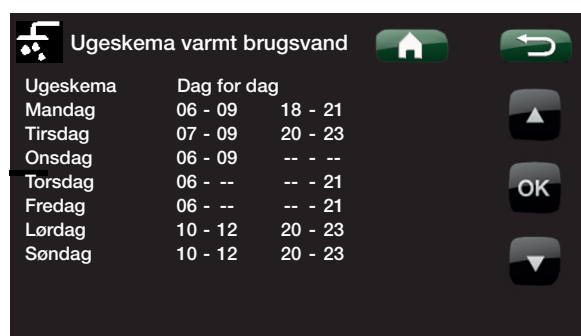 Ugeskema varmt brugsvand
Ugeskema Dag for dag
Mandag 06 - 09 18 - 21
Tirsdag 07 - 09 20 - 23
Onsdag 06 - 09 -- - --
Torsdag 06 - -- -- - 21
Fredag 06 - -- -- - 21
Lørdag 10 - 12 20 - 23
Søndag 10 - 12 20 - 23
OK